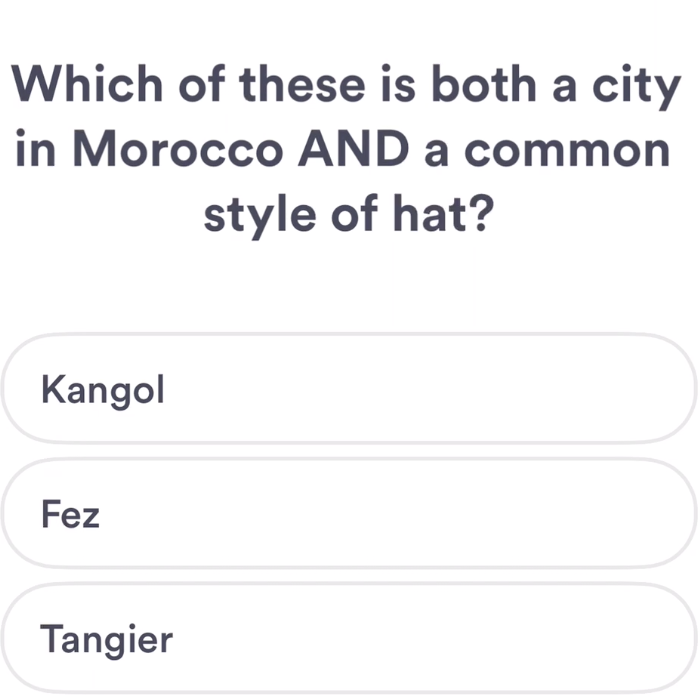 Which of these is both a city
in Morocco AND a common
style of hat?
Kangol
Fez
Tangier